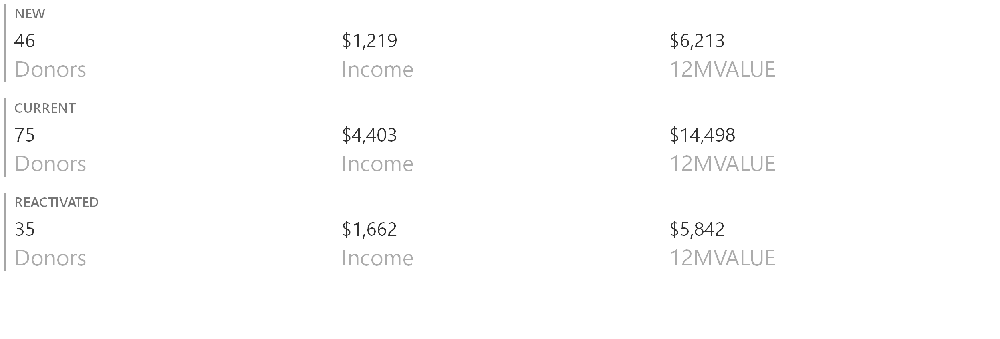 NEW
46 $1,219 $6,213
Donors Income 12MVALUE
CURRENT
75 $4,403 $14,498
Donors Income 12MVALUE
REACTIVATED
35 $1,662 $5,842
Donors Income 12MVALUE